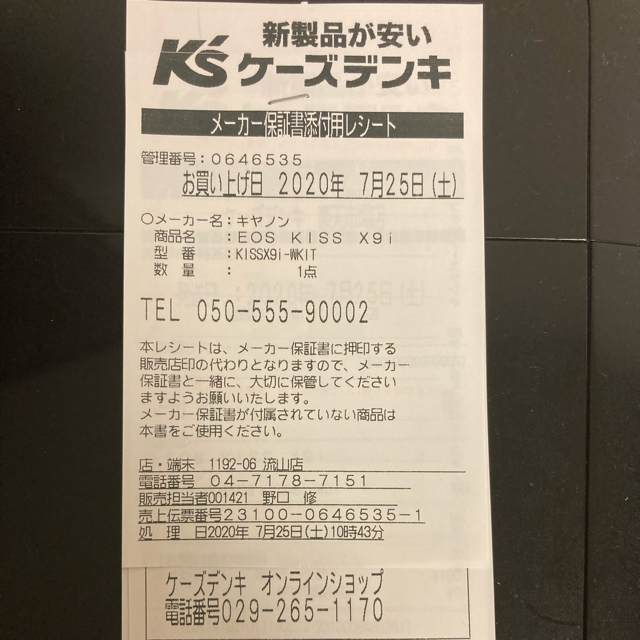 新製品が安い
K'S ケーズデンキ
メーカー保証書添付用レシート
管理番号:0646535
お買い上げ日 2020年 7月25日(土)
○メーカー名:キヤノン
商品名 :EOS KISS X9i
型番 :KISSX9i-WKIT
数量 : 1点
TEL 050-555-90002
本レシートは、メーカー保証書に押印する
販売店印の代わりとなりますので、メーカー
保証書と一緒に、大切に保管してください
ますようお願いいたします。
メーカー保証書が付属されていない商品は
本書をご使用ください。
店・端末 1192-06 流山店
電話番号 04-7178-7151
販売担当者001421 野口 修
売上伝票番号23100-0646535-1
処理日2020年 7月25日(土)10時43分
ケーズデンキ オンラインショップ
電話番号029-265-1170